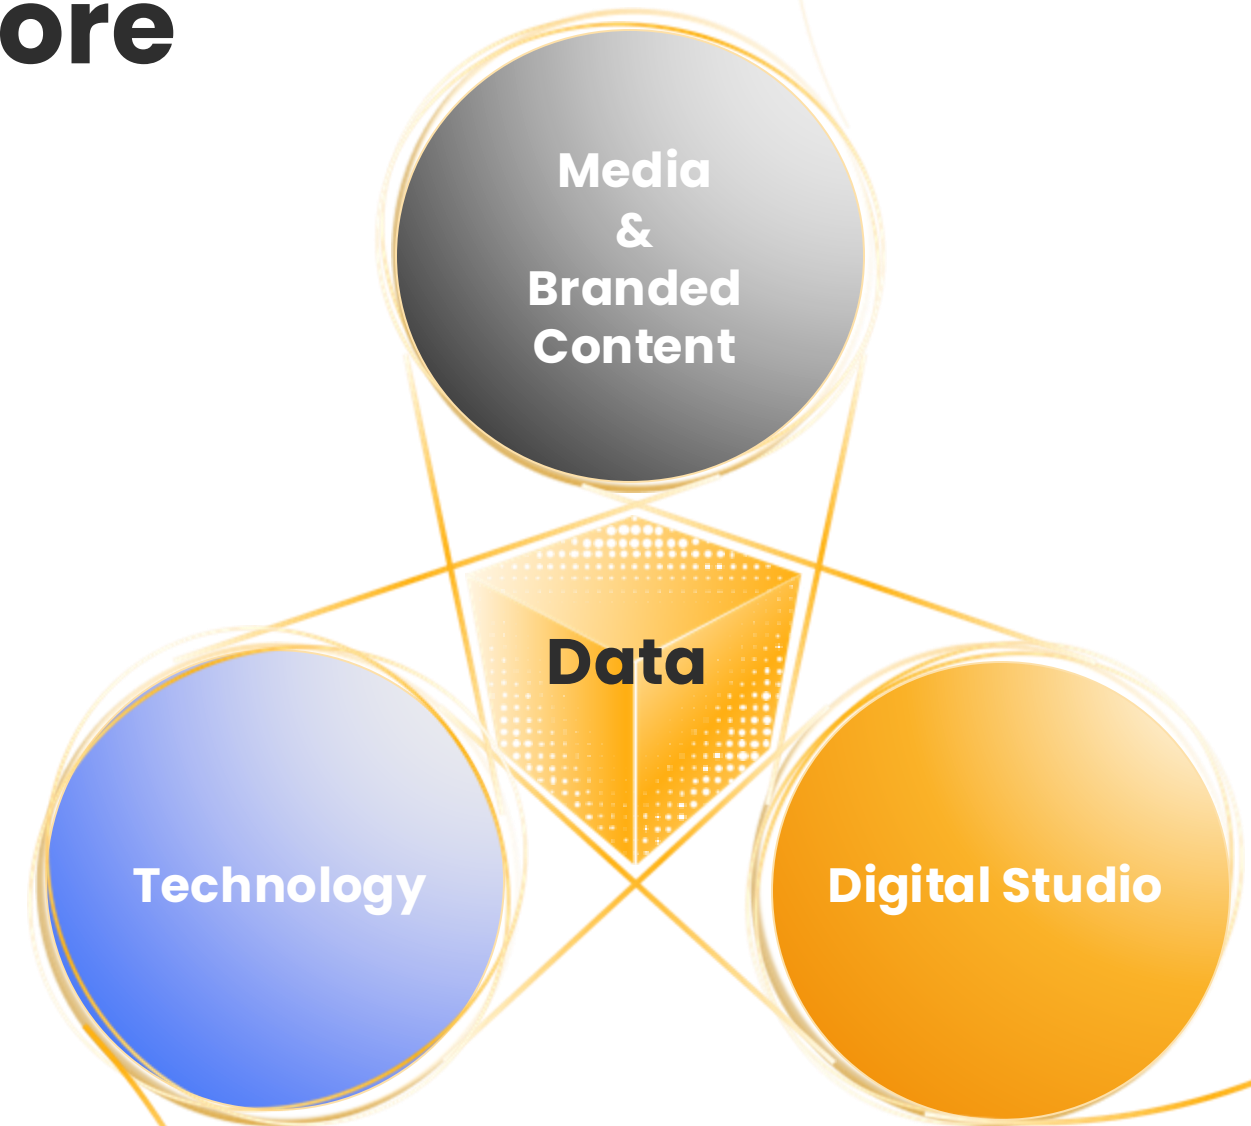 ore
Media
&
Branded
Content
Data
Technology
Digital Studio